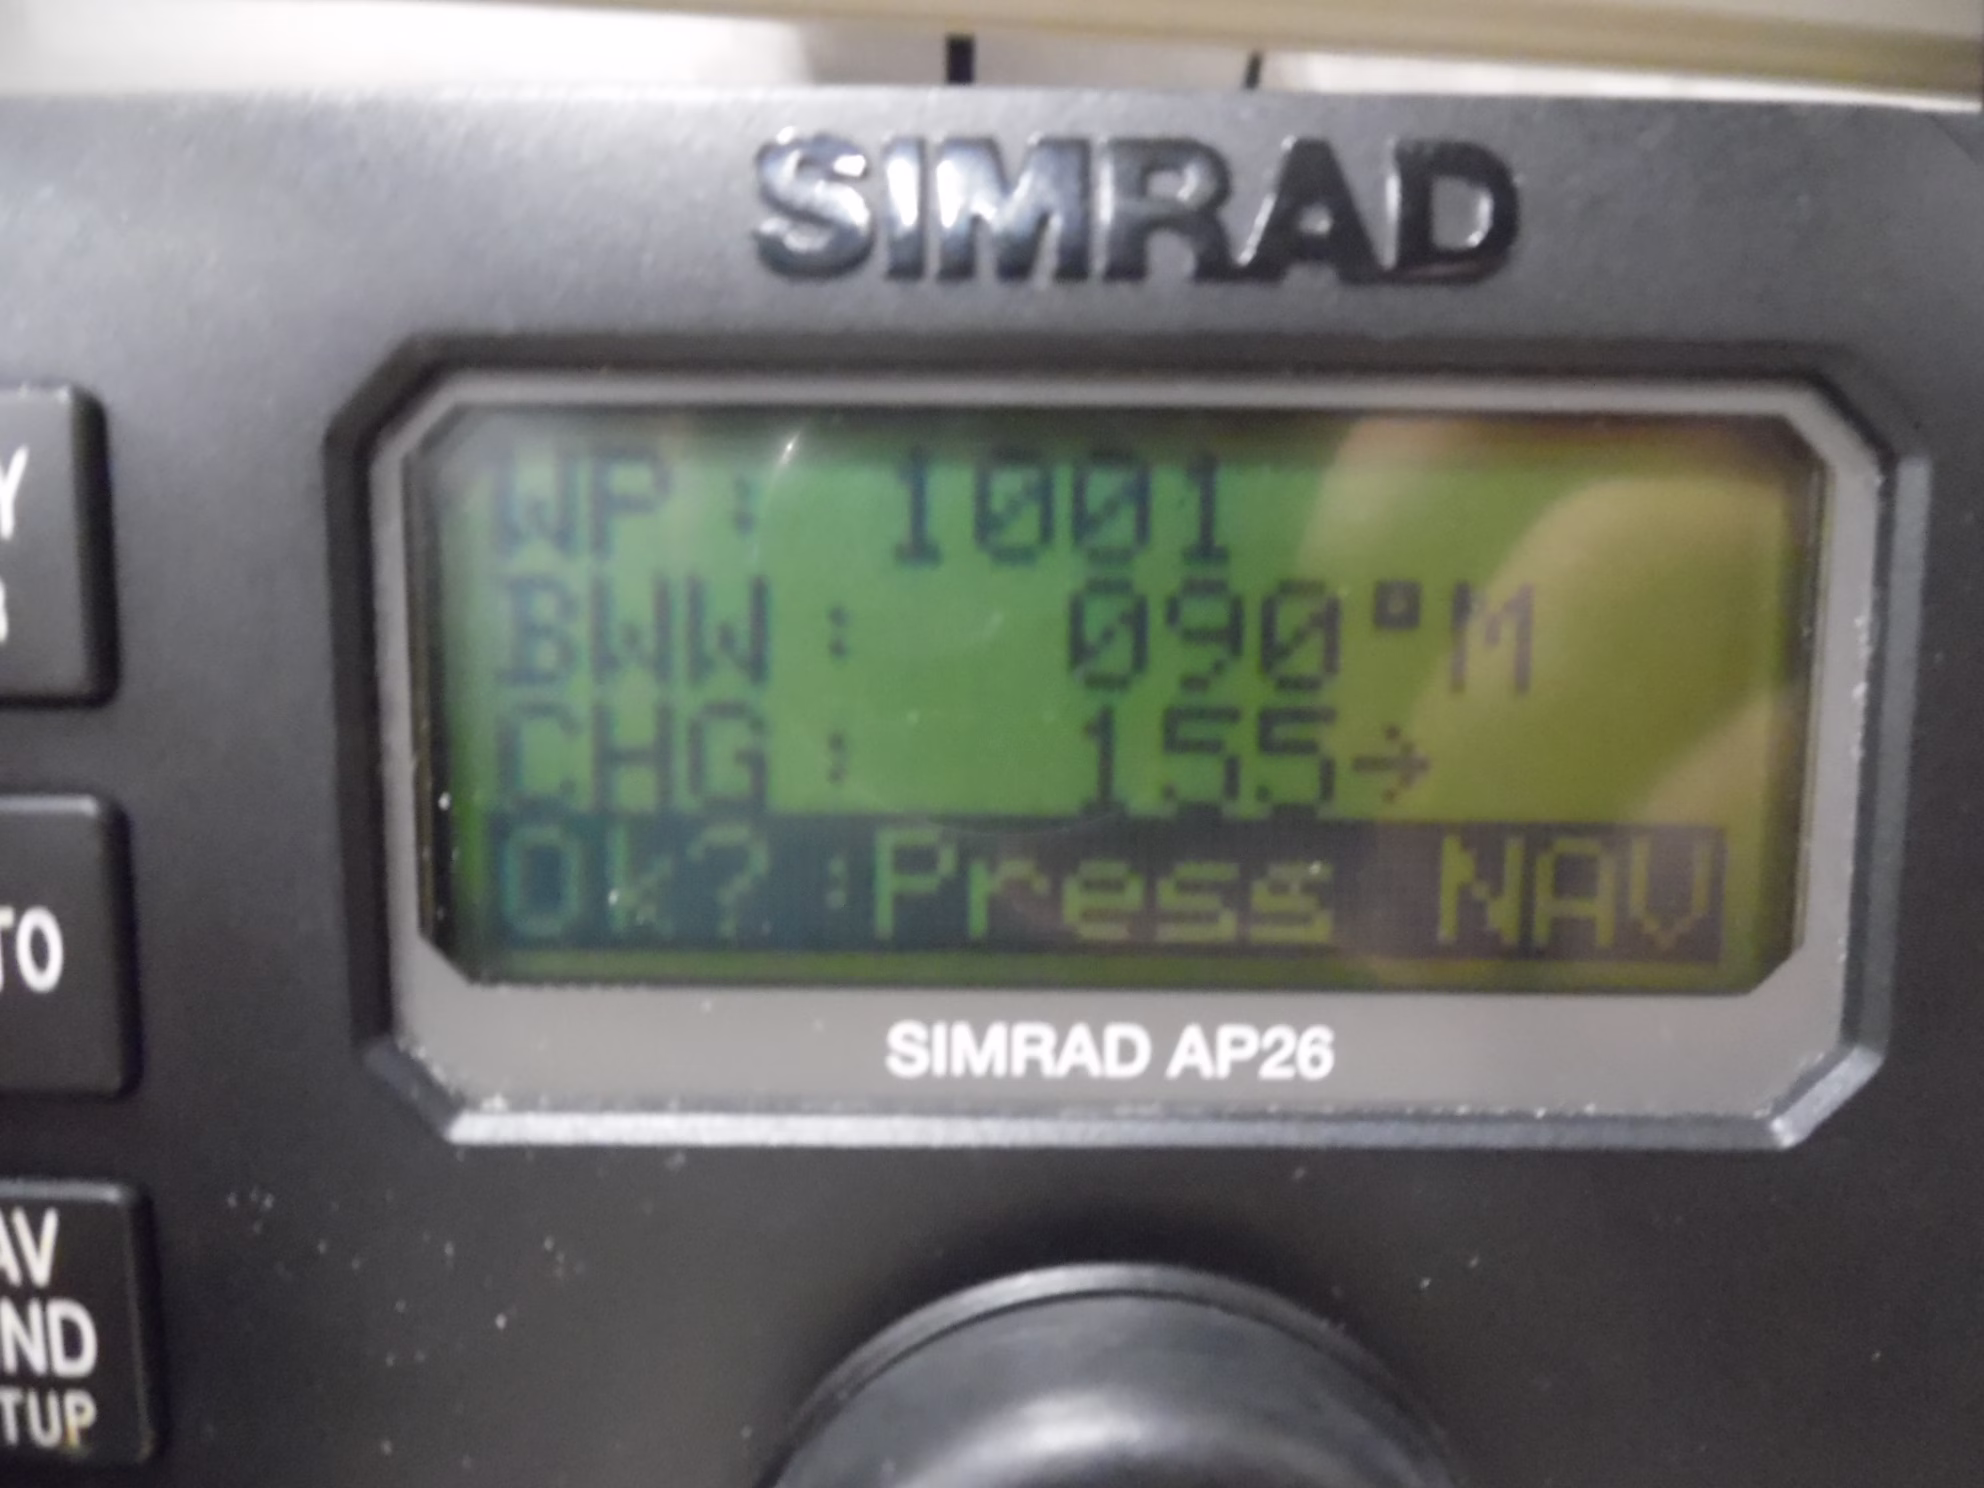 SIMRAD
WP: 1001
BWW: 090°M
CHG: 155→
Ok?:Press NAV
SIMRAD AP26
Y
TO
AV
ND
TUP